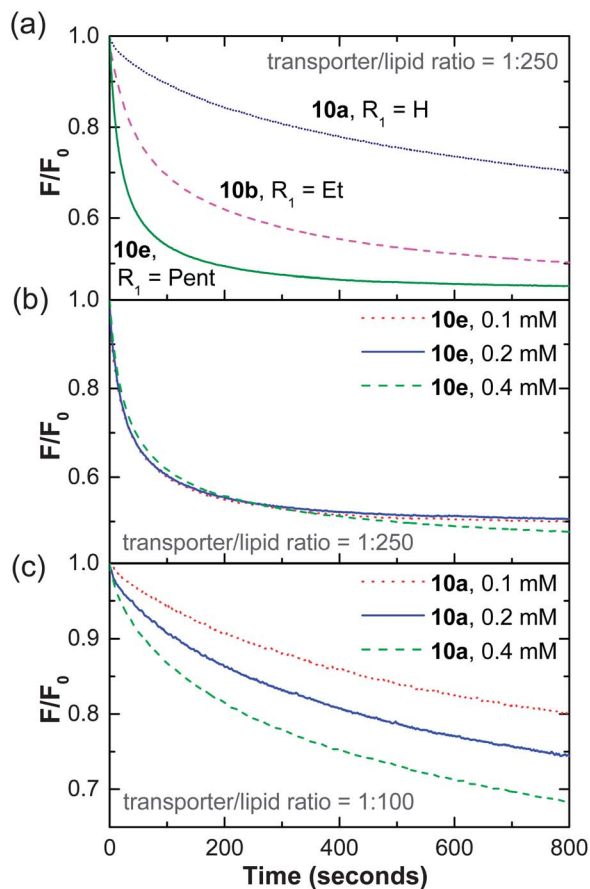 (a)
1.0
transporter/lipid ratio = 1:250
10a, R1 = H
0.8
F/F0
10b, R1 = Et
0.6
10e,
R1 = Pent
(b)
1.0
10e, 0.1 mM
10e, 0.2 mM
10e, 0.4 mM
0.8
F/F0
0.6
transporter/lipid ratio = 1:250
(c)
1.0
10a, 0.1 mM
10a, 0.2 mM
10a, 0.4 mM
0.9
F/F0
0.8
0.7
transporter/lipid ratio = 1:100
0 200 400 600 800
Time (seconds)